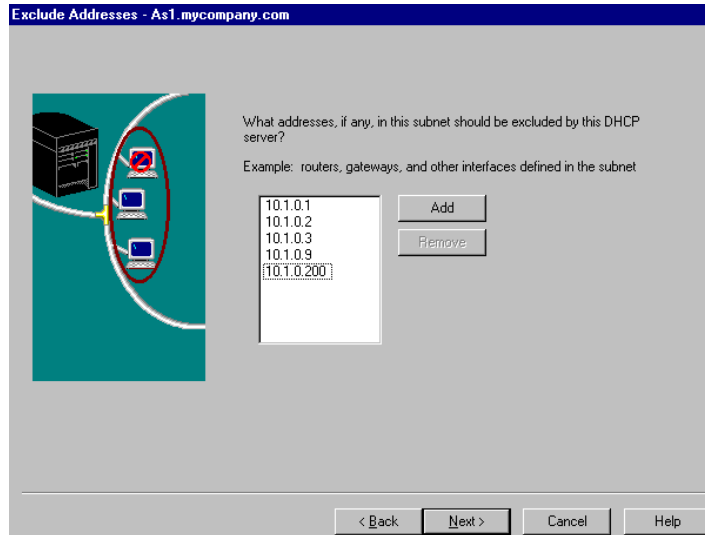 Exclude Addresses - As1.mycompany.com
What addresses, if any, in this subnet should be excluded by this DHCP
server?
Example: routers, gateways, and other interfaces defined in the subnet
10.1.0.1
10.1.0.2
10.1.0.3
10.1.0.9
10.1.0.200
Add
Remove
< Back
Next >
Cancel
Help